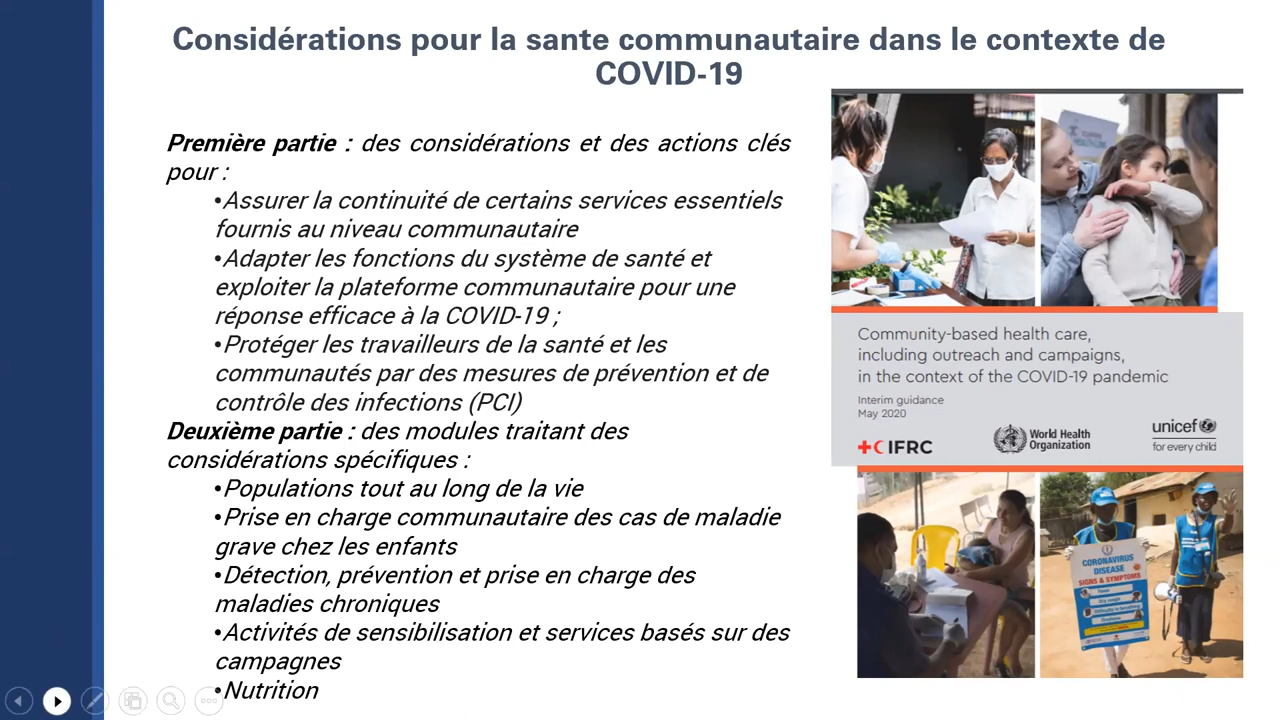 Considérations pour la sante communautaire dans le contexte de
COVID-19
Première partie : des considérations et des actions clés
pour :
•Assurer la continuité de certains services essentiels
fournis au niveau communautaire
•Adapter les fonctions du système de santé et
exploiter la plateforme communautaire pour une
réponse efficace à la COVID-19 ;
•Protéger les travailleurs de la santé et les
communautés par des mesures de prévention et de
contrôle des infections (PCI)
Deuxième partie : des modules traitant des
considérations spécifiques :
•Populations tout au long de la vie
•Prise en charge communautaire des cas de maladie
grave chez les enfants
•Détection, prévention et prise en charge des
maladies chroniques
•Activités de sensibilisation et services basés sur des
campagnes
•Nutrition
Community-based health care,
including outreach and campaigns,
in the context of the COVID-19 pandemic
Interim guidance
May 2020
IFRC
World Health
Organization
unicef
for every child
CORONAVIRUS
DISEASE
SIGNS & SYMPTOMS
Fever
Dry cough
Difficulty in breathing